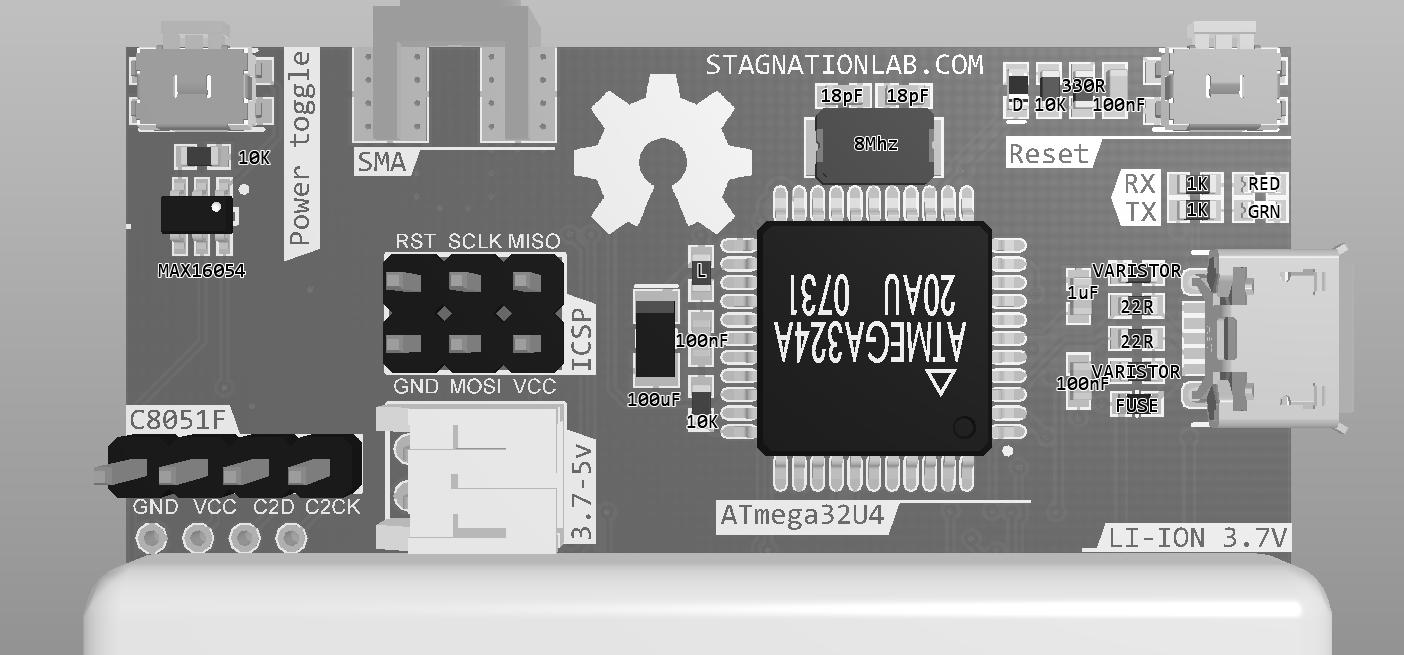 STAGNATIONLAB.COM
Power toggle
10K
MAX16054
SMA
18pF 18pF
8Mhz
D 10K 330R 100nF
Reset
RX 1K RED
TX 1K GRN
RST SCLK MISO
ICSP
GND MOSI VCC
L
100nF
100uF
10K
ATMEGA324A
20AU 0731
VARISTOR
1uF
22R
22R
VARISTOR
100nF
FUSE
C8051F
GND VCC C2D C2CK
3.7-5v
ATmega32U4
LI-ION 3.7V